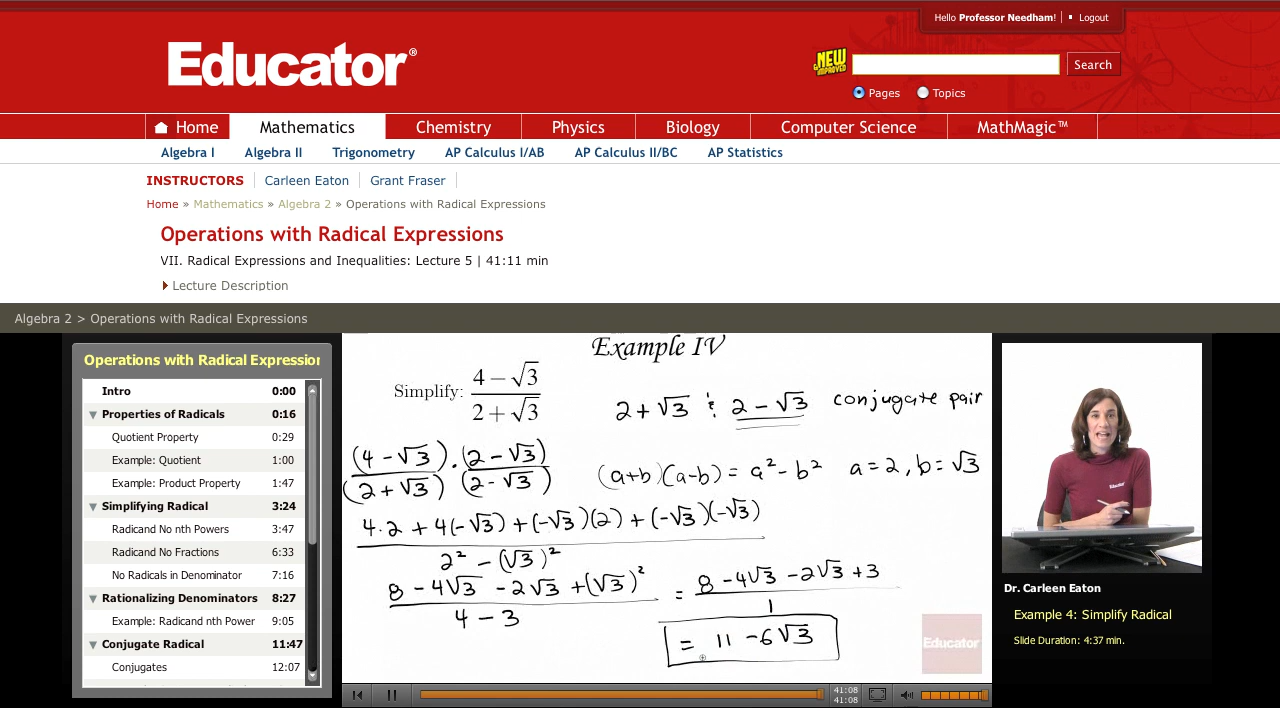 Hello Professor Needham! | ▪ Logout
Educator®
NEW
& IMPROVED
Search
Pages Topics
Home Mathematics Chemistry Physics Biology Computer Science MathMagic™
Algebra I Algebra II Trigonometry AP Calculus I/AB AP Calculus II/BC AP Statistics
INSTRUCTORS Carleen Eaton Grant Fraser
Home » Mathematics » Algebra 2 » Operations with Radical Expressions
Operations with Radical Expressions
VII. Radical Expressions and Inequalities: Lecture 5 | 41:11 min
Lecture Description
Algebra 2 > Operations with Radical Expressions
Operations with Radical Expression
Intro 0:00
Properties of Radicals 0:16
Quotient Property 0:29
Example: Quotient 1:00
Example: Product Property 1:47
Simplifying Radical 3:24
Radicand No nth Powers 3:47
Radicand No Fractions 6:33
No Radicals in Denominator 7:16
Rationalizing Denominators 8:27
Example: Radicand nth Power 9:05
Conjugate Radical 11:47
Conjugates 12:07
Example IV
Simplify: 4 − √3
2 + √3
2 + √3 & 2 − √3 conjugate pair
(4 − √3) · (2 − √3)
(2 + √3) (2 − √3)
(a+b)(a−b) = a² − b² a = 2, b = √3
4·2 + 4(−√3) + (−√3)(2) + (−√3)(−√3)
2² − (√3)²
8 − 4√3 − 2√3 + (√3)² = 8 − 4√3 − 2√3 + 3
4 − 3 1
= 11 − 6√3
Educator
41:08
41:08
Educator
Dr. Carleen Eaton
Example 4: Simplify Radical
Slide Duration: 4:37 min.